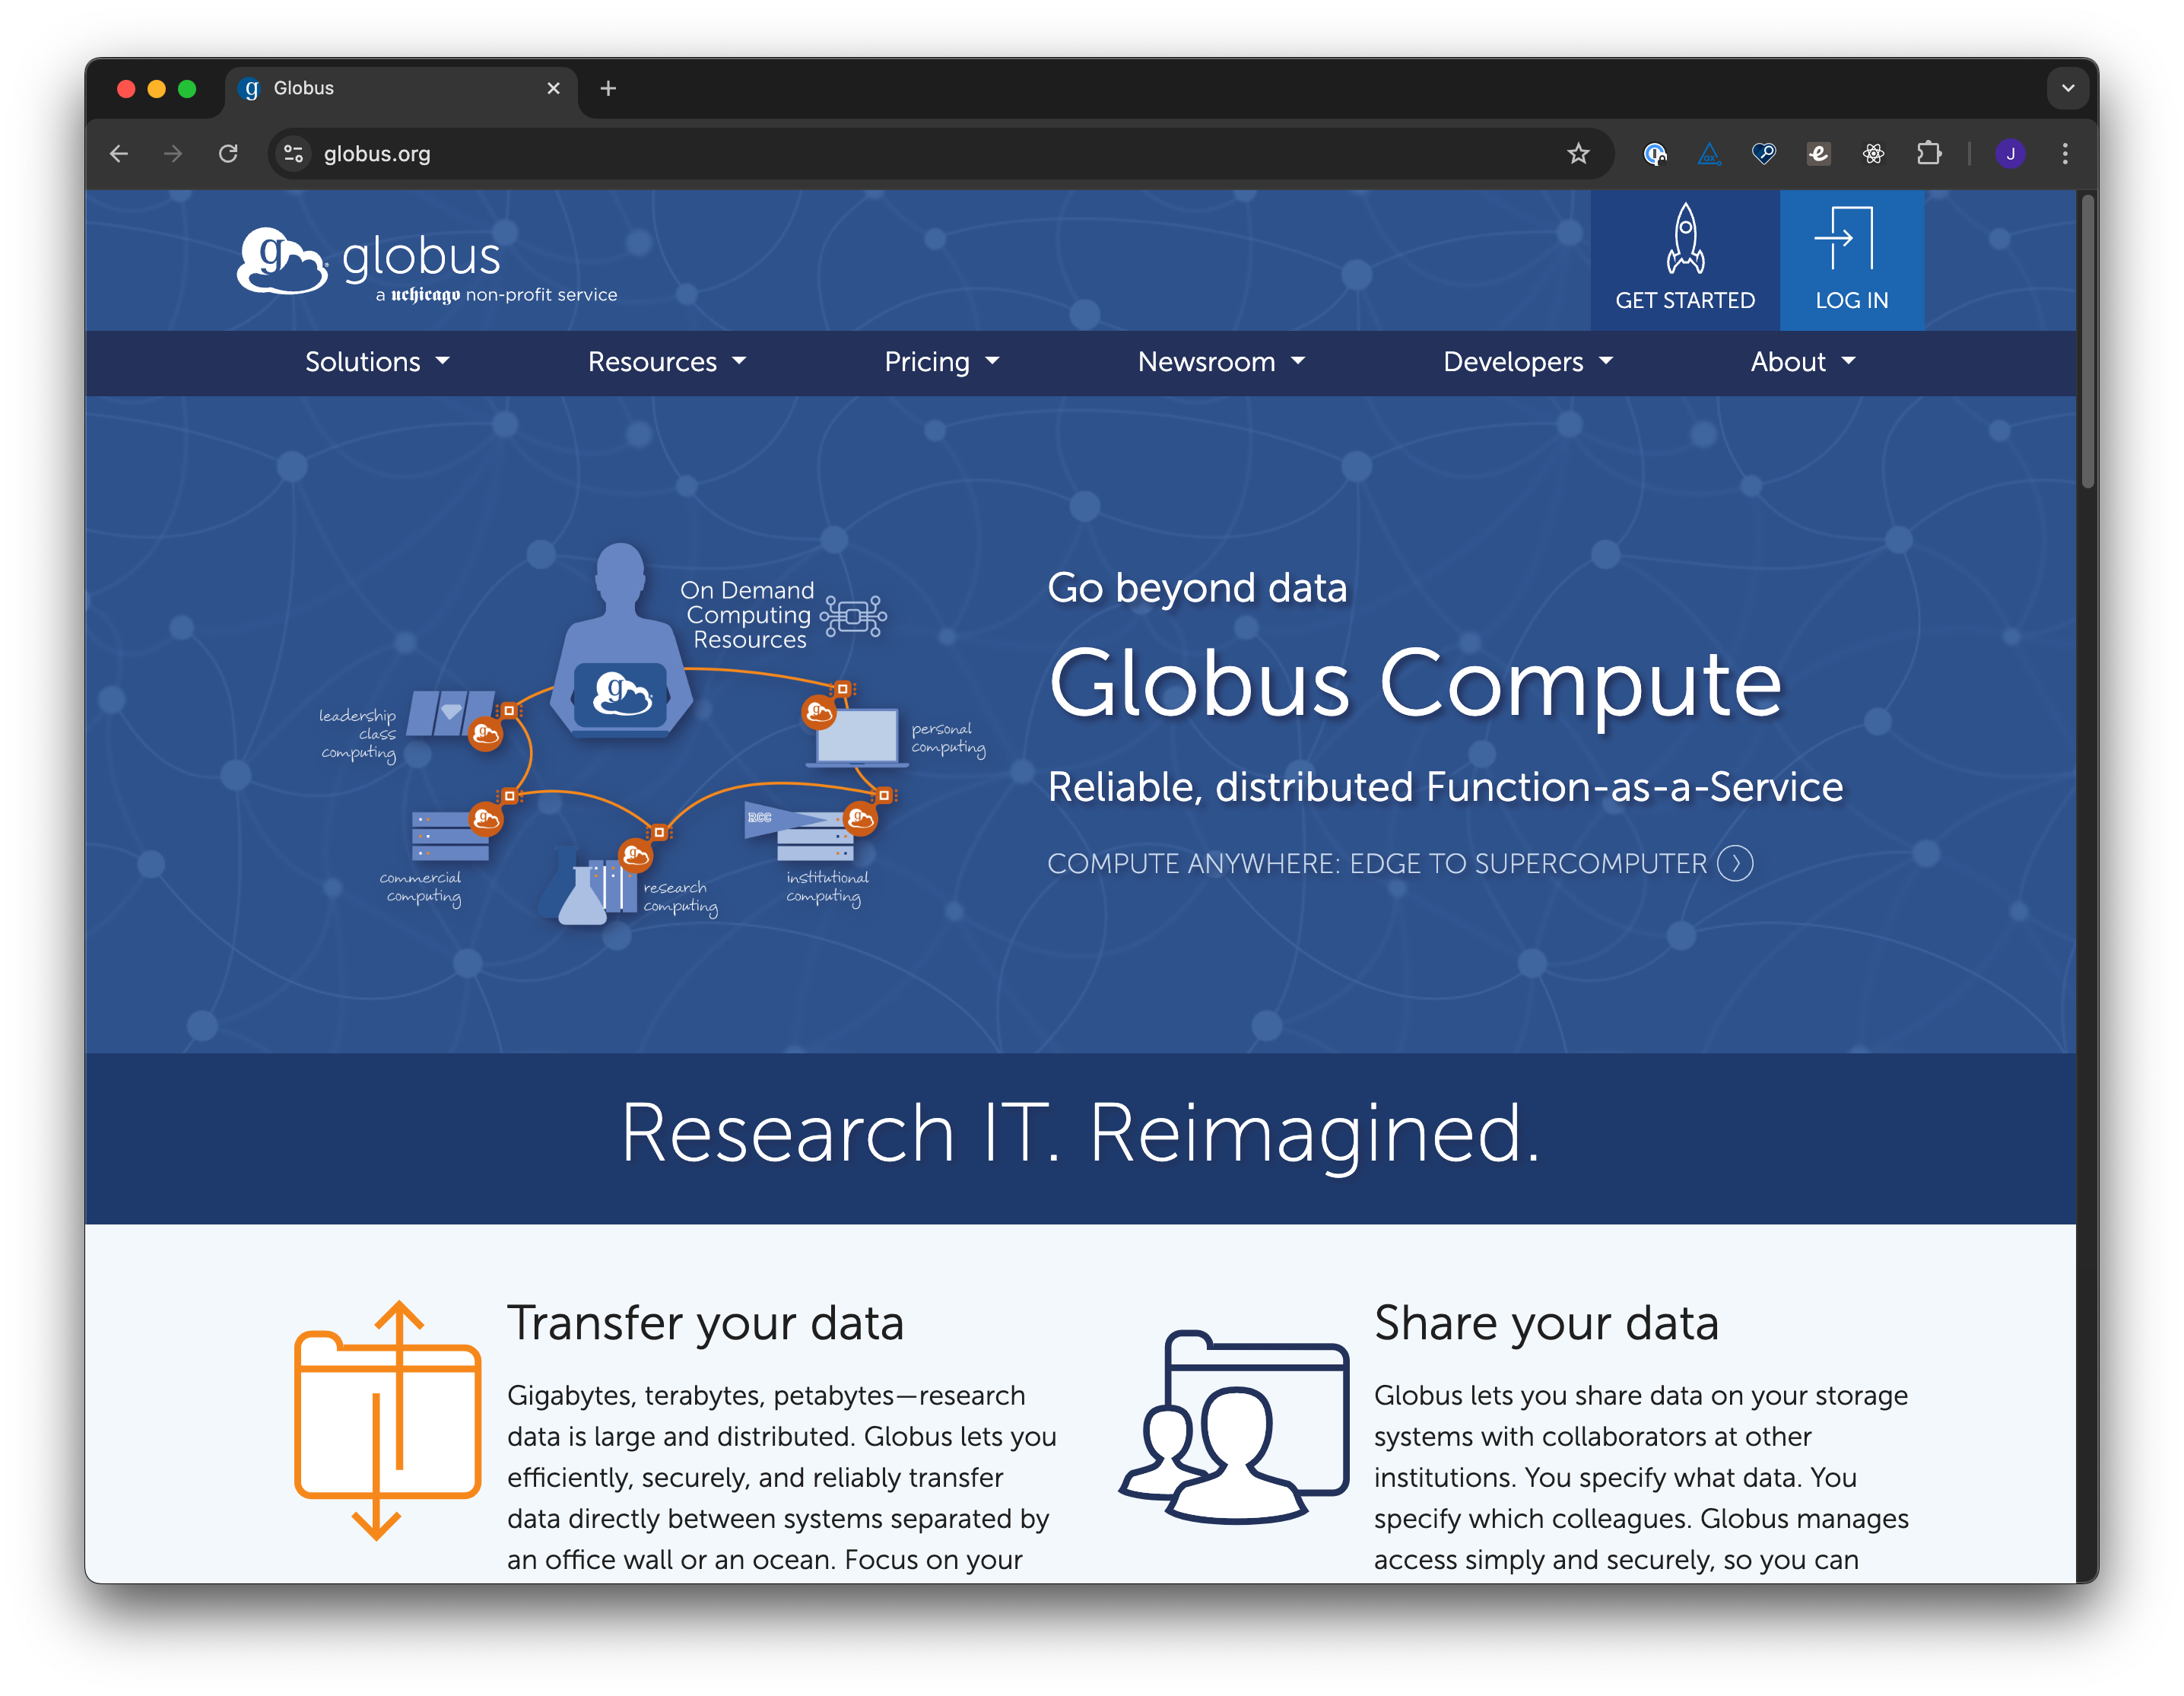 Globus
globus.org
J
globus
a uchicago non-profit service
GET STARTED
LOG IN
Solutions
Resources
Pricing
Newsroom
Developers
About
On Demand
Computing
Resources
leadership
class
computing
personal
computing
commercial
computing
research
computing
RCC
institutional
computing
Go beyond data
Globus Compute
Reliable, distributed Function-as-a-Service
COMPUTE ANYWHERE: EDGE TO SUPERCOMPUTER
Research IT. Reimagined.
Transfer your data
Gigabytes, terabytes, petabytes—research
data is large and distributed. Globus lets you
efficiently, securely, and reliably transfer
data directly between systems separated by
an office wall or an ocean. Focus on your
Share your data
Globus lets you share data on your storage
systems with collaborators at other
institutions. You specify what data. You
specify which colleagues. Globus manages
access simply and securely, so you can